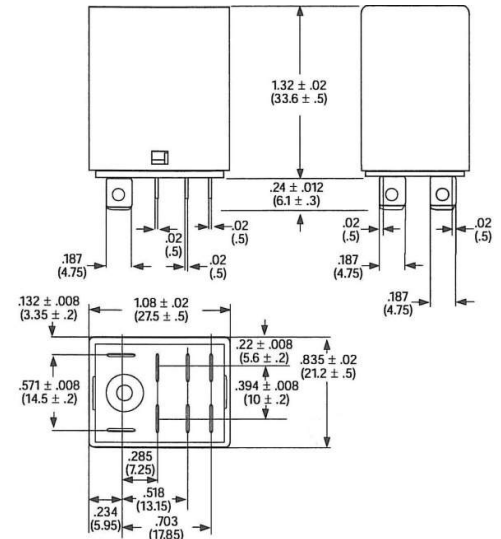 1.32 ± .02
(33.6 ± .5)
.24 ± .012
(6.1 ± .3)
.02
(.5)
.02
(.5)
.02
(.5)
.187
(4.75)
.02
(.5)
.02
(.5)
.187
(4.75)
.187
(4.75)
.132 ± .008
(3.35 ± .2)
1.08 ± .02
(27.5 ± .5)
.22 ± .008
(5.6 ± .2)
.835 ± .02
(21.2 ± .5)
.571 ± .008
(14.5 ± .2)
.394 ± .008
(10 ± .2)
.285
(7.25)
.518
(13.15)
.234
(5.95)
.703
(17.85)